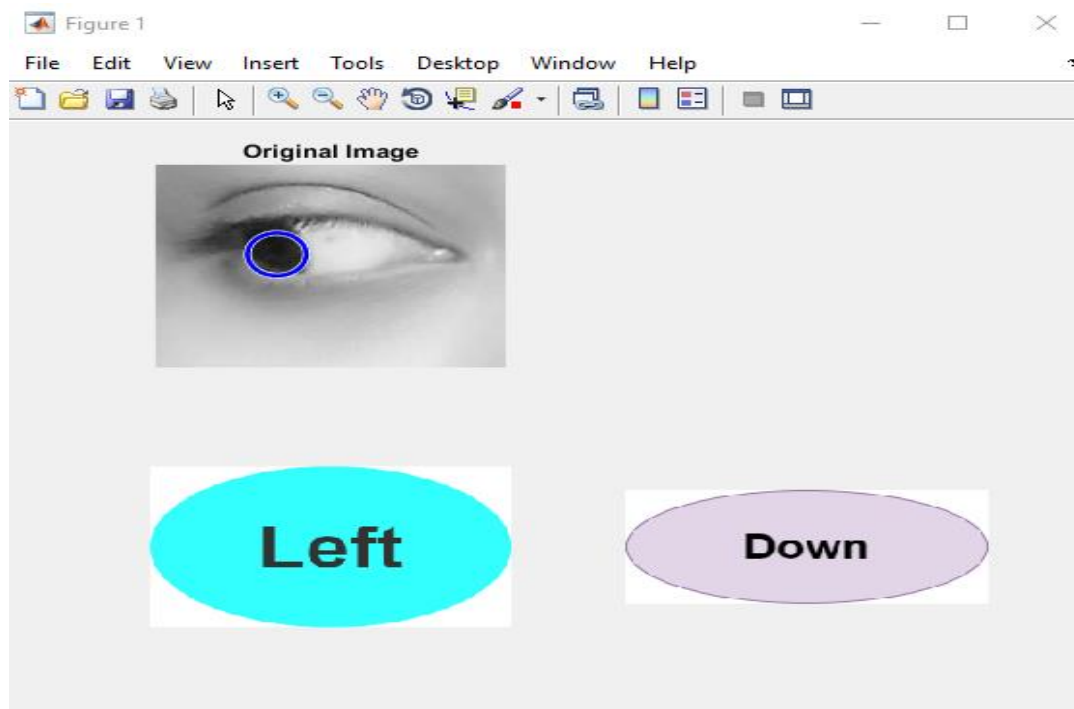 Figure 1
File Edit View Insert Tools Desktop Window Help
Original Image
Left
Down